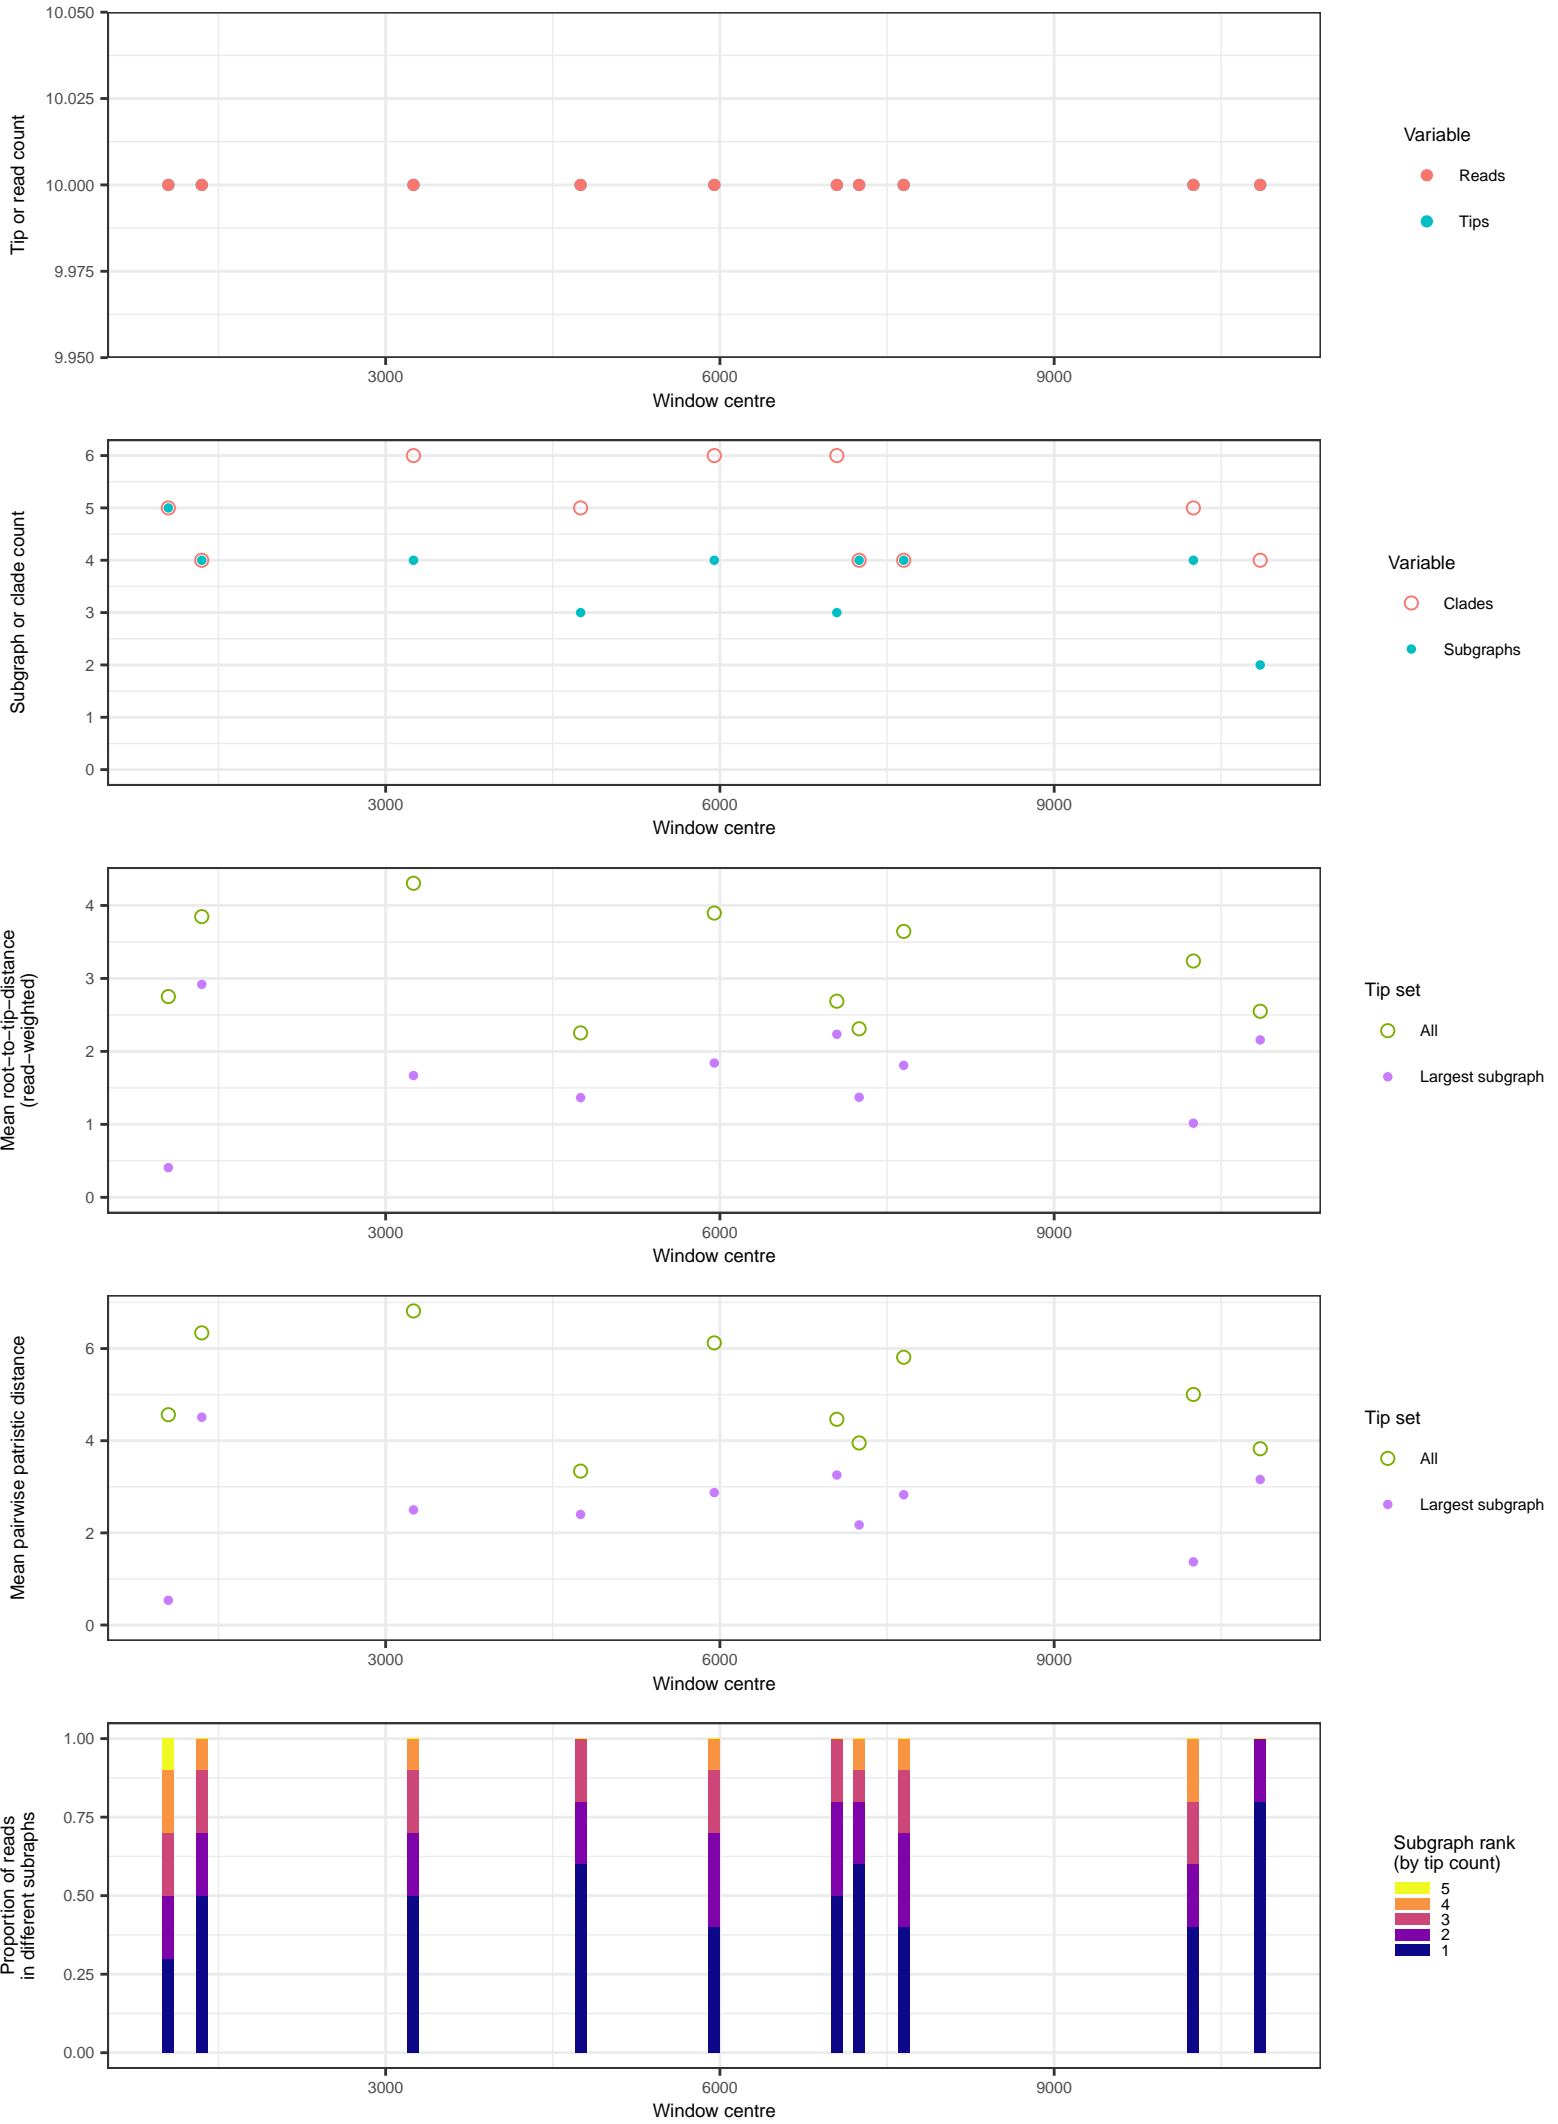 10.050
10.025
10.000
9.975
9.950
Tip or read count
3000
6000
9000
Window centre
Variable
Reads
Tips
6
5
4
3
2
1
0
Subgraph or clade count
3000
6000
9000
Window centre
Variable
Clades
Subgraphs
4
3
2
1
0
Mean root−to−tip−distance
(read−weighted)
3000
6000
9000
Window centre
Tip set
All
Largest subgraph
6
4
2
0
Mean pairwise patristic distance
3000
6000
9000
Window centre
Tip set
All
Largest subgraph
1.00
0.75
0.50
0.25
0.00
Proportion of reads
in different subraphs
3000
6000
9000
Window centre
Subgraph rank
(by tip count)
5
4
3
2
1